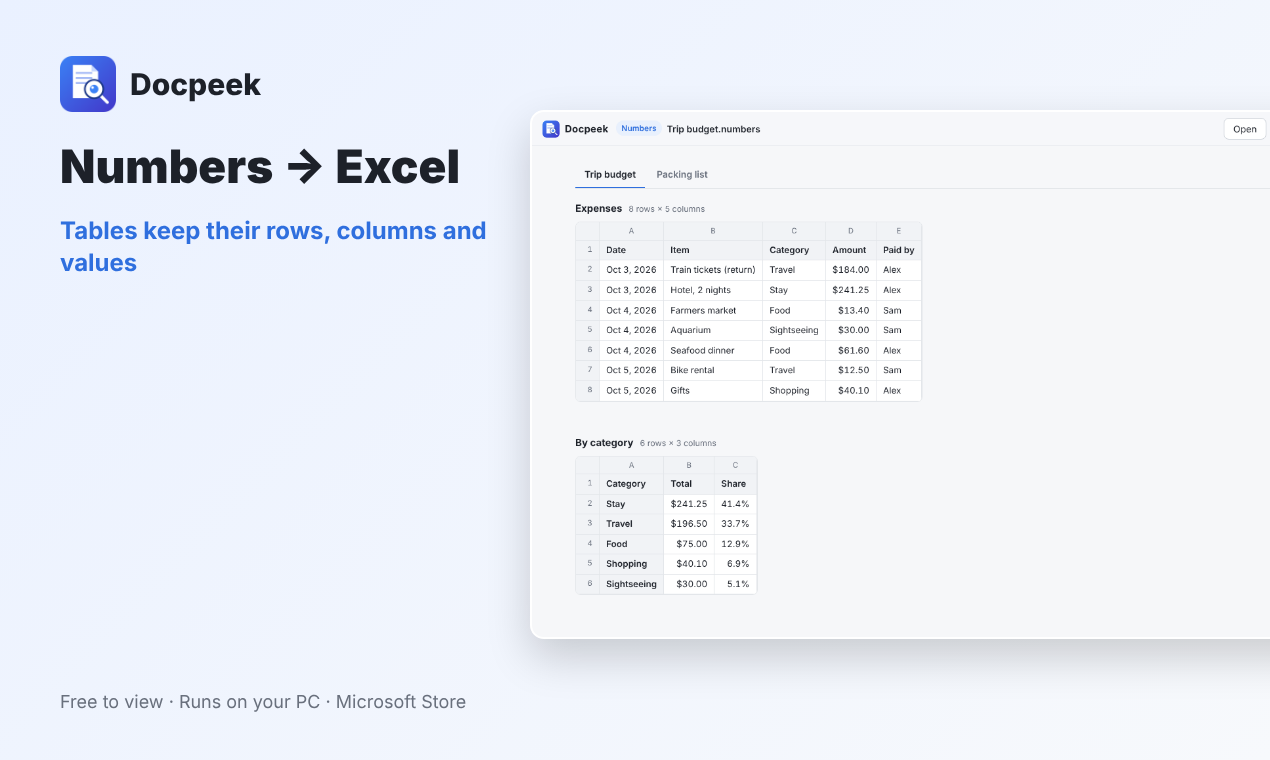 Docpeek
Numbers → Excel
Tables keep their rows, columns and
values
Docpeek Numbers Trip budget.numbers Open
Trip budget Packing list
Expenses 8 rows × 5 columns
A B C D E
1 Date Item Category Amount Paid by
2 Oct 3, 2026 Train tickets (return) Travel $184.00 Alex
3 Oct 3, 2026 Hotel, 2 nights Stay $241.25 Alex
4 Oct 4, 2026 Farmers market Food $13.40 Sam
5 Oct 4, 2026 Aquarium Sightseeing $30.00 Sam
6 Oct 4, 2026 Seafood dinner Food $61.60 Alex
7 Oct 5, 2026 Bike rental Travel $12.50 Sam
8 Oct 5, 2026 Gifts Shopping $40.10 Alex
By category 6 rows × 3 columns
A B C
1 Category Total Share
2 Stay $241.25 41.4%
3 Travel $196.50 33.7%
4 Food $75.00 12.9%
5 Shopping $40.10 6.9%
6 Sightseeing $30.00 5.1%
Free to view · Runs on your PC · Microsoft Store